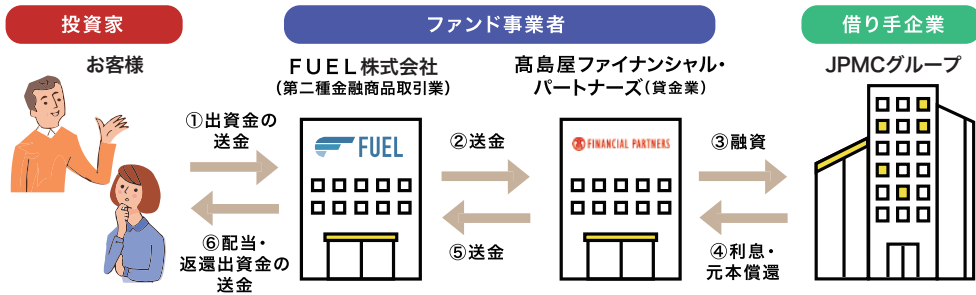 投資家
ファンド事業者
借り手企業
お客様
FUEL株式会社
(第二種金融商品取引業)
髙島屋ファイナンシャル・
パートナーズ(貸金業)
JPMCグループ
①出資金の
送金
FUEL
②送金
FINANCIAL PARTNERS
③融資
⑥配当・
返還出資金の
送金
⑤送金
④利息・
元本償還